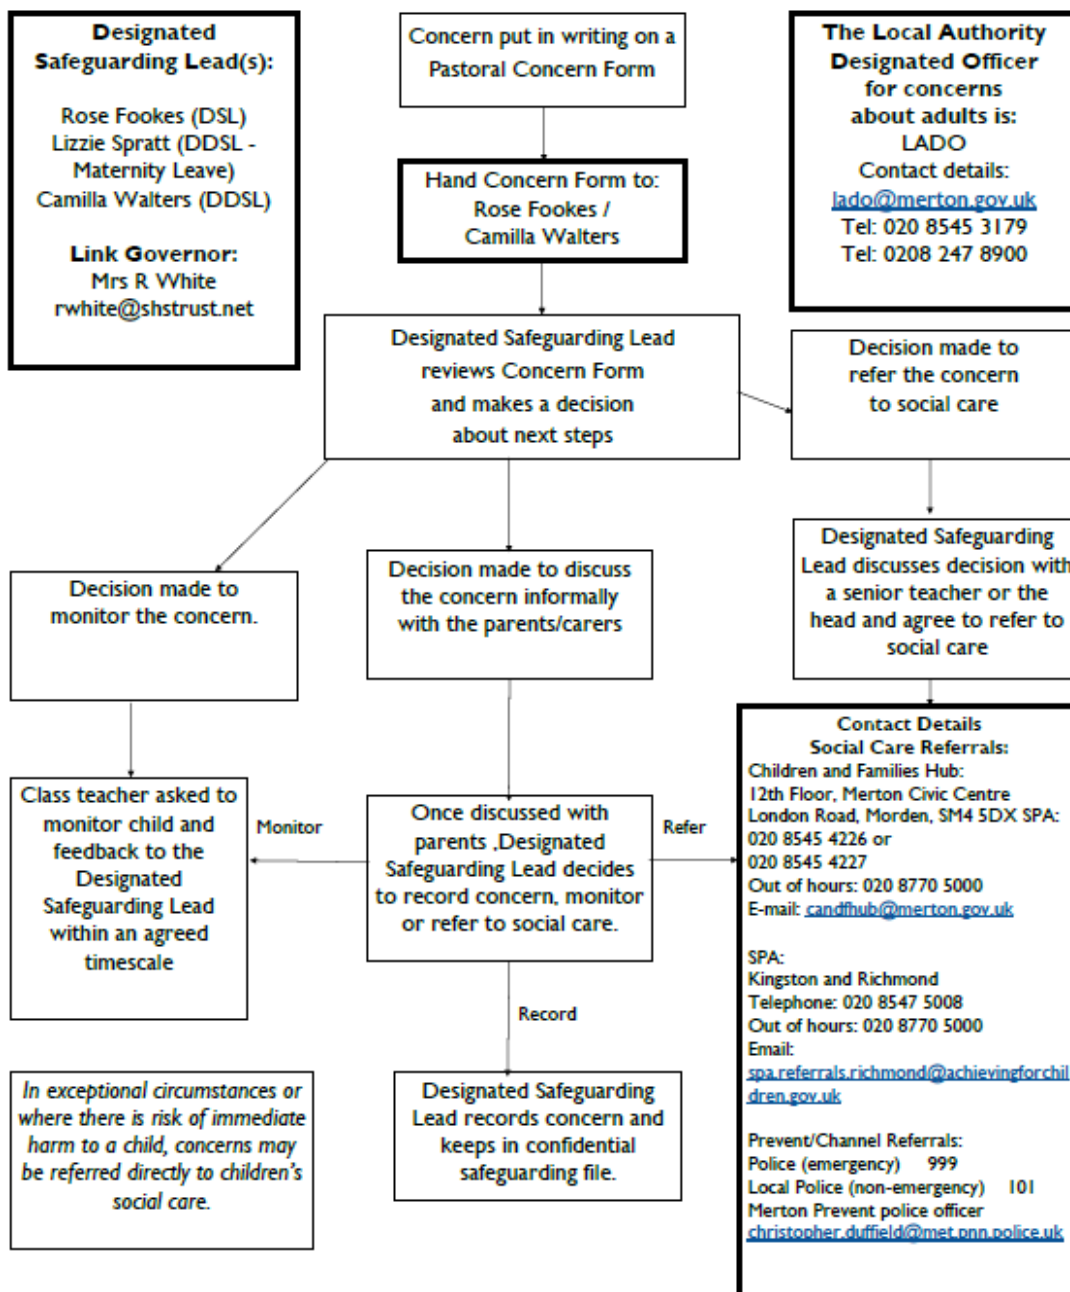 Designated
Safeguarding Lead(s):
Rose Fookes (DSL)
Lizzie Spratt (DDSL -
Maternity Leave)
Camilla Walters (DDSL)
Link Governor:
Mrs R White
rwhite@shstrust.net
Concern put in writing on a
Pastoral Concern Form
Hand Concern Form to:
Rose Fookes /
Camilla Walters
The Local Authority
Designated Officer
for concerns
about adults is:
LADO
Contact details:
lado@merton.gov.uk
Tel: 020 8545 3179
Tel: 0208 247 8900
Designated Safeguarding Lead
reviews Concern Form
and makes a decision
about next steps
Decision made to
refer the concern
to social care
Decision made to
monitor the concern.
Decision made to discuss
the concern informally
with the parents/carers
Designated Safeguarding
Lead discusses decision with
a senior teacher or the
head and agree to refer to
social care
Class teacher asked to
monitor child and
feedback to the
Designated
Safeguarding Lead
within an agreed
timescale
Monitor
Once discussed with
parents ,Designated
Safeguarding Lead decides
to record concern, monitor
or refer to social care.
Refer
Record
Contact Details
Social Care Referrals:
Children and Families Hub:
12th Floor, Merton Civic Centre
London Road, Morden, SM4 5DX SPA:
020 8545 4226 or
020 8545 4227
Out of hours: 020 8770 5000
E-mail: candfhub@merton.gov.uk
SPA:
Kingston and Richmond
Telephone: 020 8547 5008
Out of hours: 020 8770 5000
Email:
spa.referrals.richmond@achievingforchil
dren.gov.uk
Prevent/Channel Referrals:
Police (emergency) 999
Local Police (non-emergency) 101
Merton Prevent police officer
christopher.duffield@met.pnn.police.uk
In exceptional circumstances or
where there is risk of immediate
harm to a child, concerns may
be referred directly to children's
social care.
Designated Safeguarding
Lead records concern and
keeps in confidential
safeguarding file.